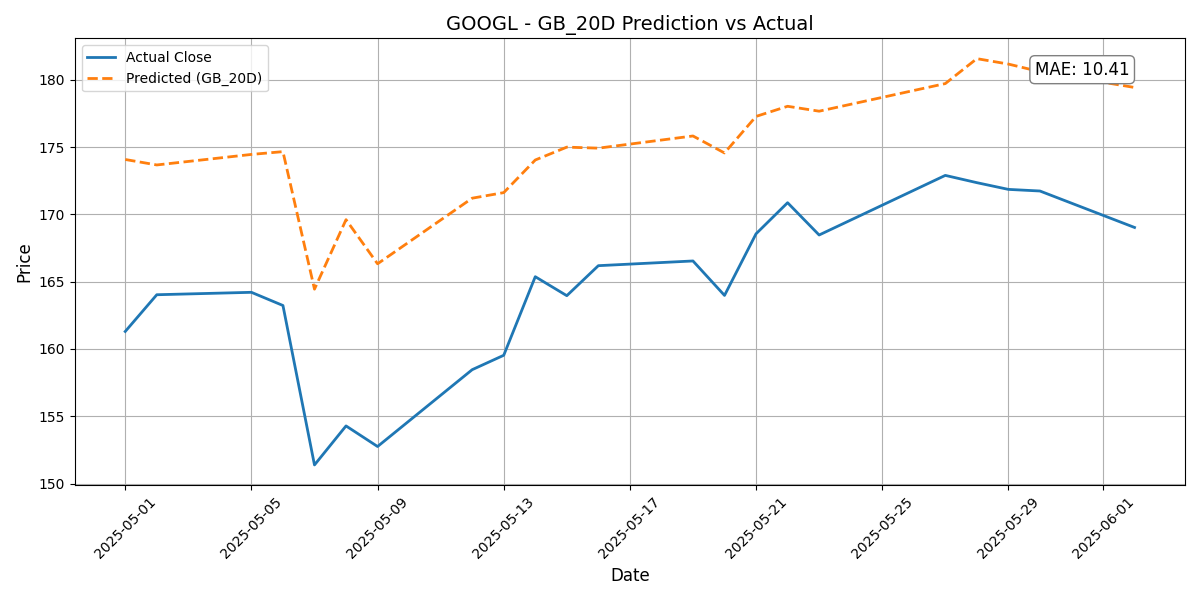 GOOGL - GB_20D Prediction vs Actual
Actual Close
Predicted (GB_20D)
MAE: 10.41
Price
180
175
170
165
160
155
150
2025-05-01
2025-05-05
2025-05-09
2025-05-13
2025-05-17
2025-05-21
2025-05-25
2025-05-29
2025-06-01
Date